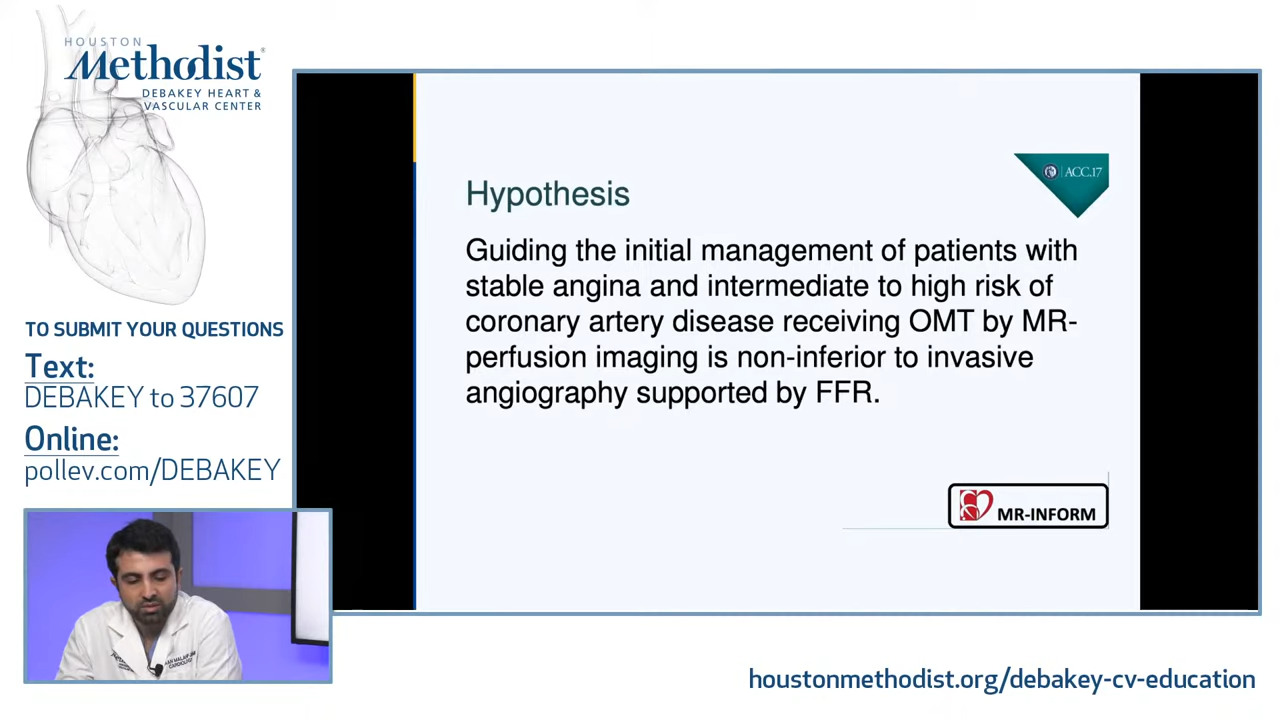 HOUSTON
Methodist®
DEBAKEY HEART &
VASCULAR CENTER
TO SUBMIT YOUR QUESTIONS
Text:
DEBAKEY to 37607
Online:
pollev.com/DEBAKEY
ACC.17
Hypothesis
Guiding the initial management of patients with
stable angina and intermediate to high risk of
coronary artery disease receiving OMT by MR-
perfusion imaging is non-inferior to invasive
angiography supported by FFR.
MR-INFORM
houstonmethodist.org/debakey-cv-education